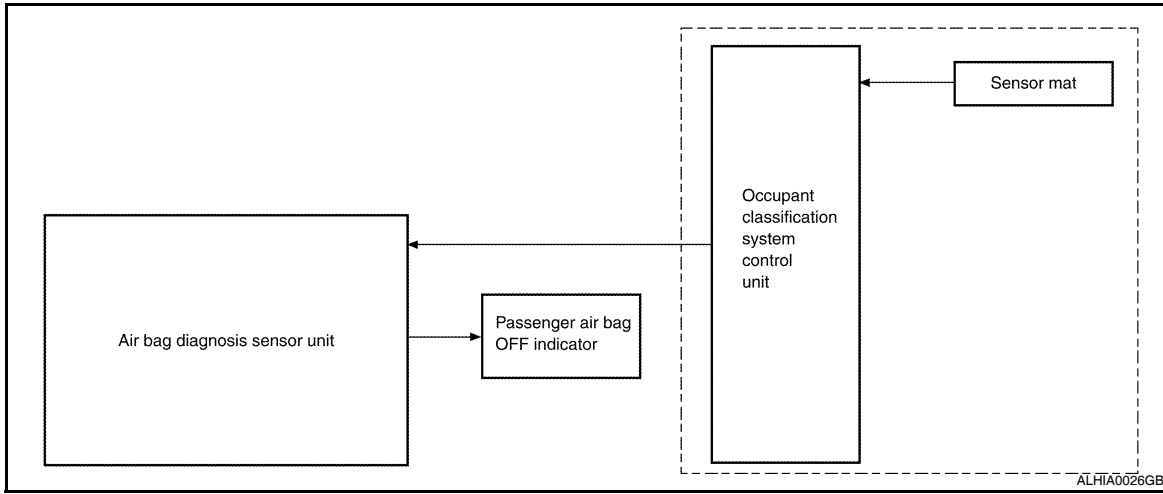 Sensor mat
Occupant
classification
system
control
unit
Air bag diagnosis sensor unit
Passenger air bag
OFF indicator
ALHIA0026GB